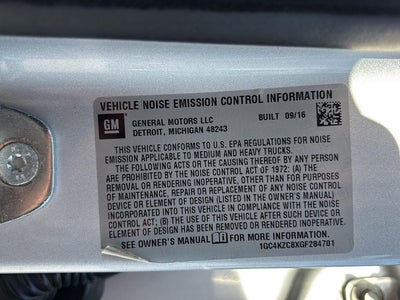 VEHICLE NOISE EMISSION CONTROL INFORMATION
GM GENERAL MOTORS LLC BUILT 09/16
DETROIT, MICHIGAN 48243
THIS VEHICLE CONFORMS TO U.S. EPA REGULATIONS FOR NOISE
EMISSION APPLICABLE TO MEDIUM AND HEAVY TRUCKS.
THE FOLLOWING ACTS OR THE CAUSING THEREOF BY ANY PERSON
ARE PROHIBITED BY THE NOISE CONTROL ACT OF 1972: (A) THE
REMOVAL OR RENDERING INOPERATIVE, OTHER THAN FOR PURPOSES
OF MAINTENANCE, REPAIR, OR REPLACEMENT, OF ANY NOISE CONTROL
DEVICE OR ELEMENT OF DESIGN (LISTED IN THE OWNER'S MANUAL)
INCORPORATED INTO THIS VEHICLE IN COMPLIANCE WITH THE NOISE
CONTROL ACT; (B) THE USE OF THIS VEHICLE AFTER SUCH DEVICE OR
ELEMENT OF DESIGN HAS BEEN REMOVED OR RENDERED INOPERATIVE.
SEE OWNER'S MANUAL FOR MORE INFORMATION. 1GC4KZC8XGF284701